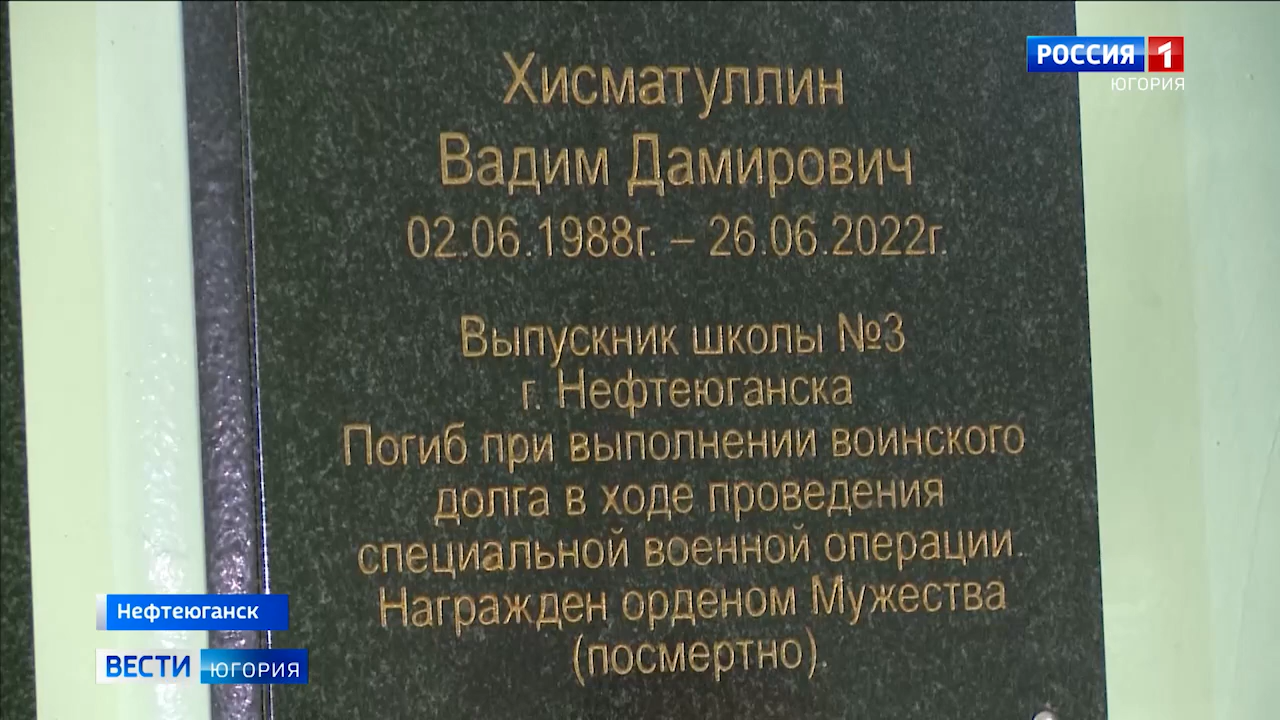 РОССИЯ 1
ЮГОРИЯ
Хисматуллин
Вадим Дамирович
02.06.1988г. – 26.06.2022г.
Выпускник школы №3
г. Нефтеюганска
Погиб при выполнении воинского
долга в ходе проведения
специальной военной операции.
Награжден орденом Мужества
(посмертно).
Нефтеюганск
ВЕСТИ ЮГОРИЯ